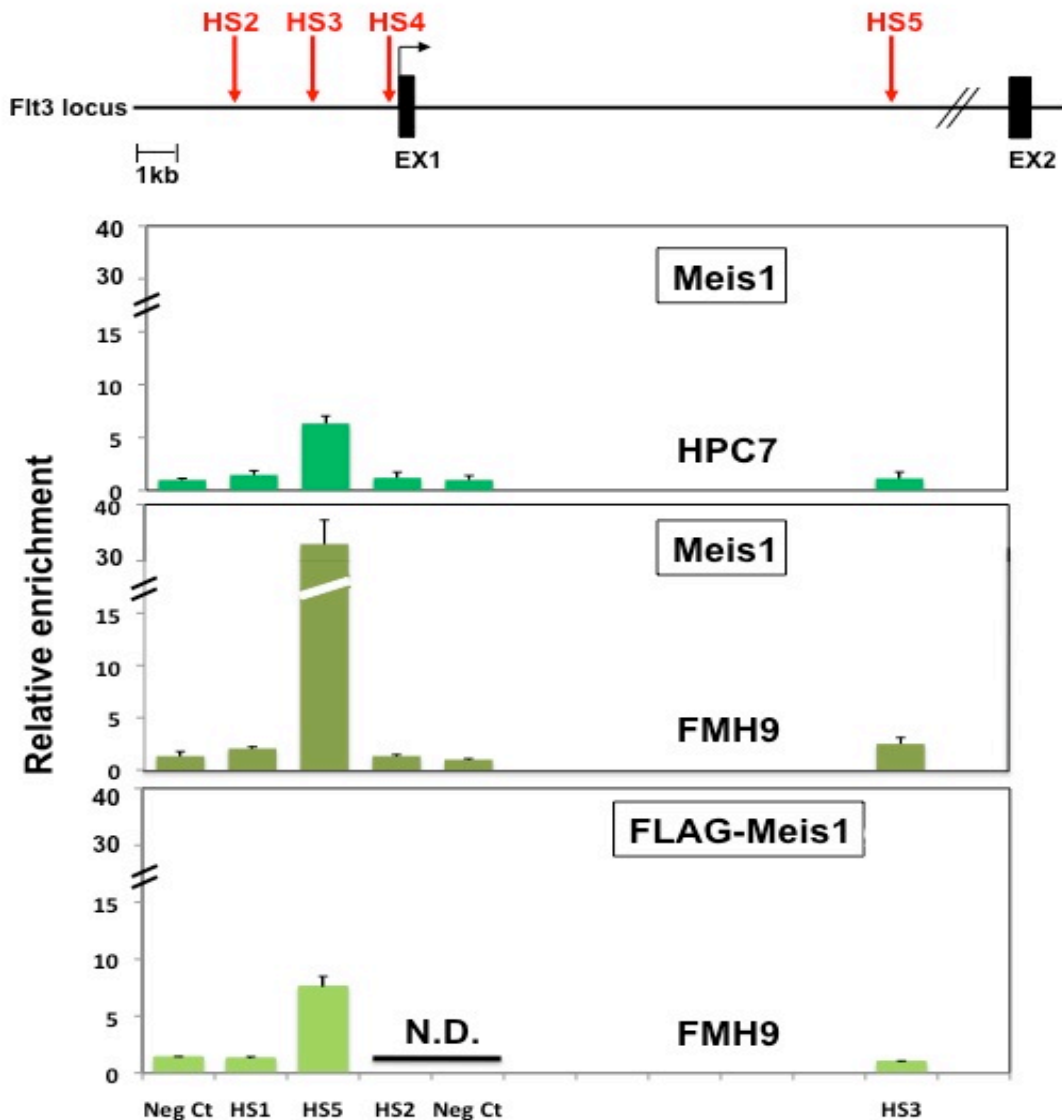 HS2 HS3 HS4 HS5
Flt3 locus
EX1 EX2
1kb
Relative enrichment
40
30
15
10
5
0
Meis1
HPC7
40
30
15
10
5
0
Meis1
FMH9
40
30
15
10
5
0
FLAG-Meis1
N.D.
FMH9
Neg Ct HS1 HS5 HS2 Neg Ct HS3